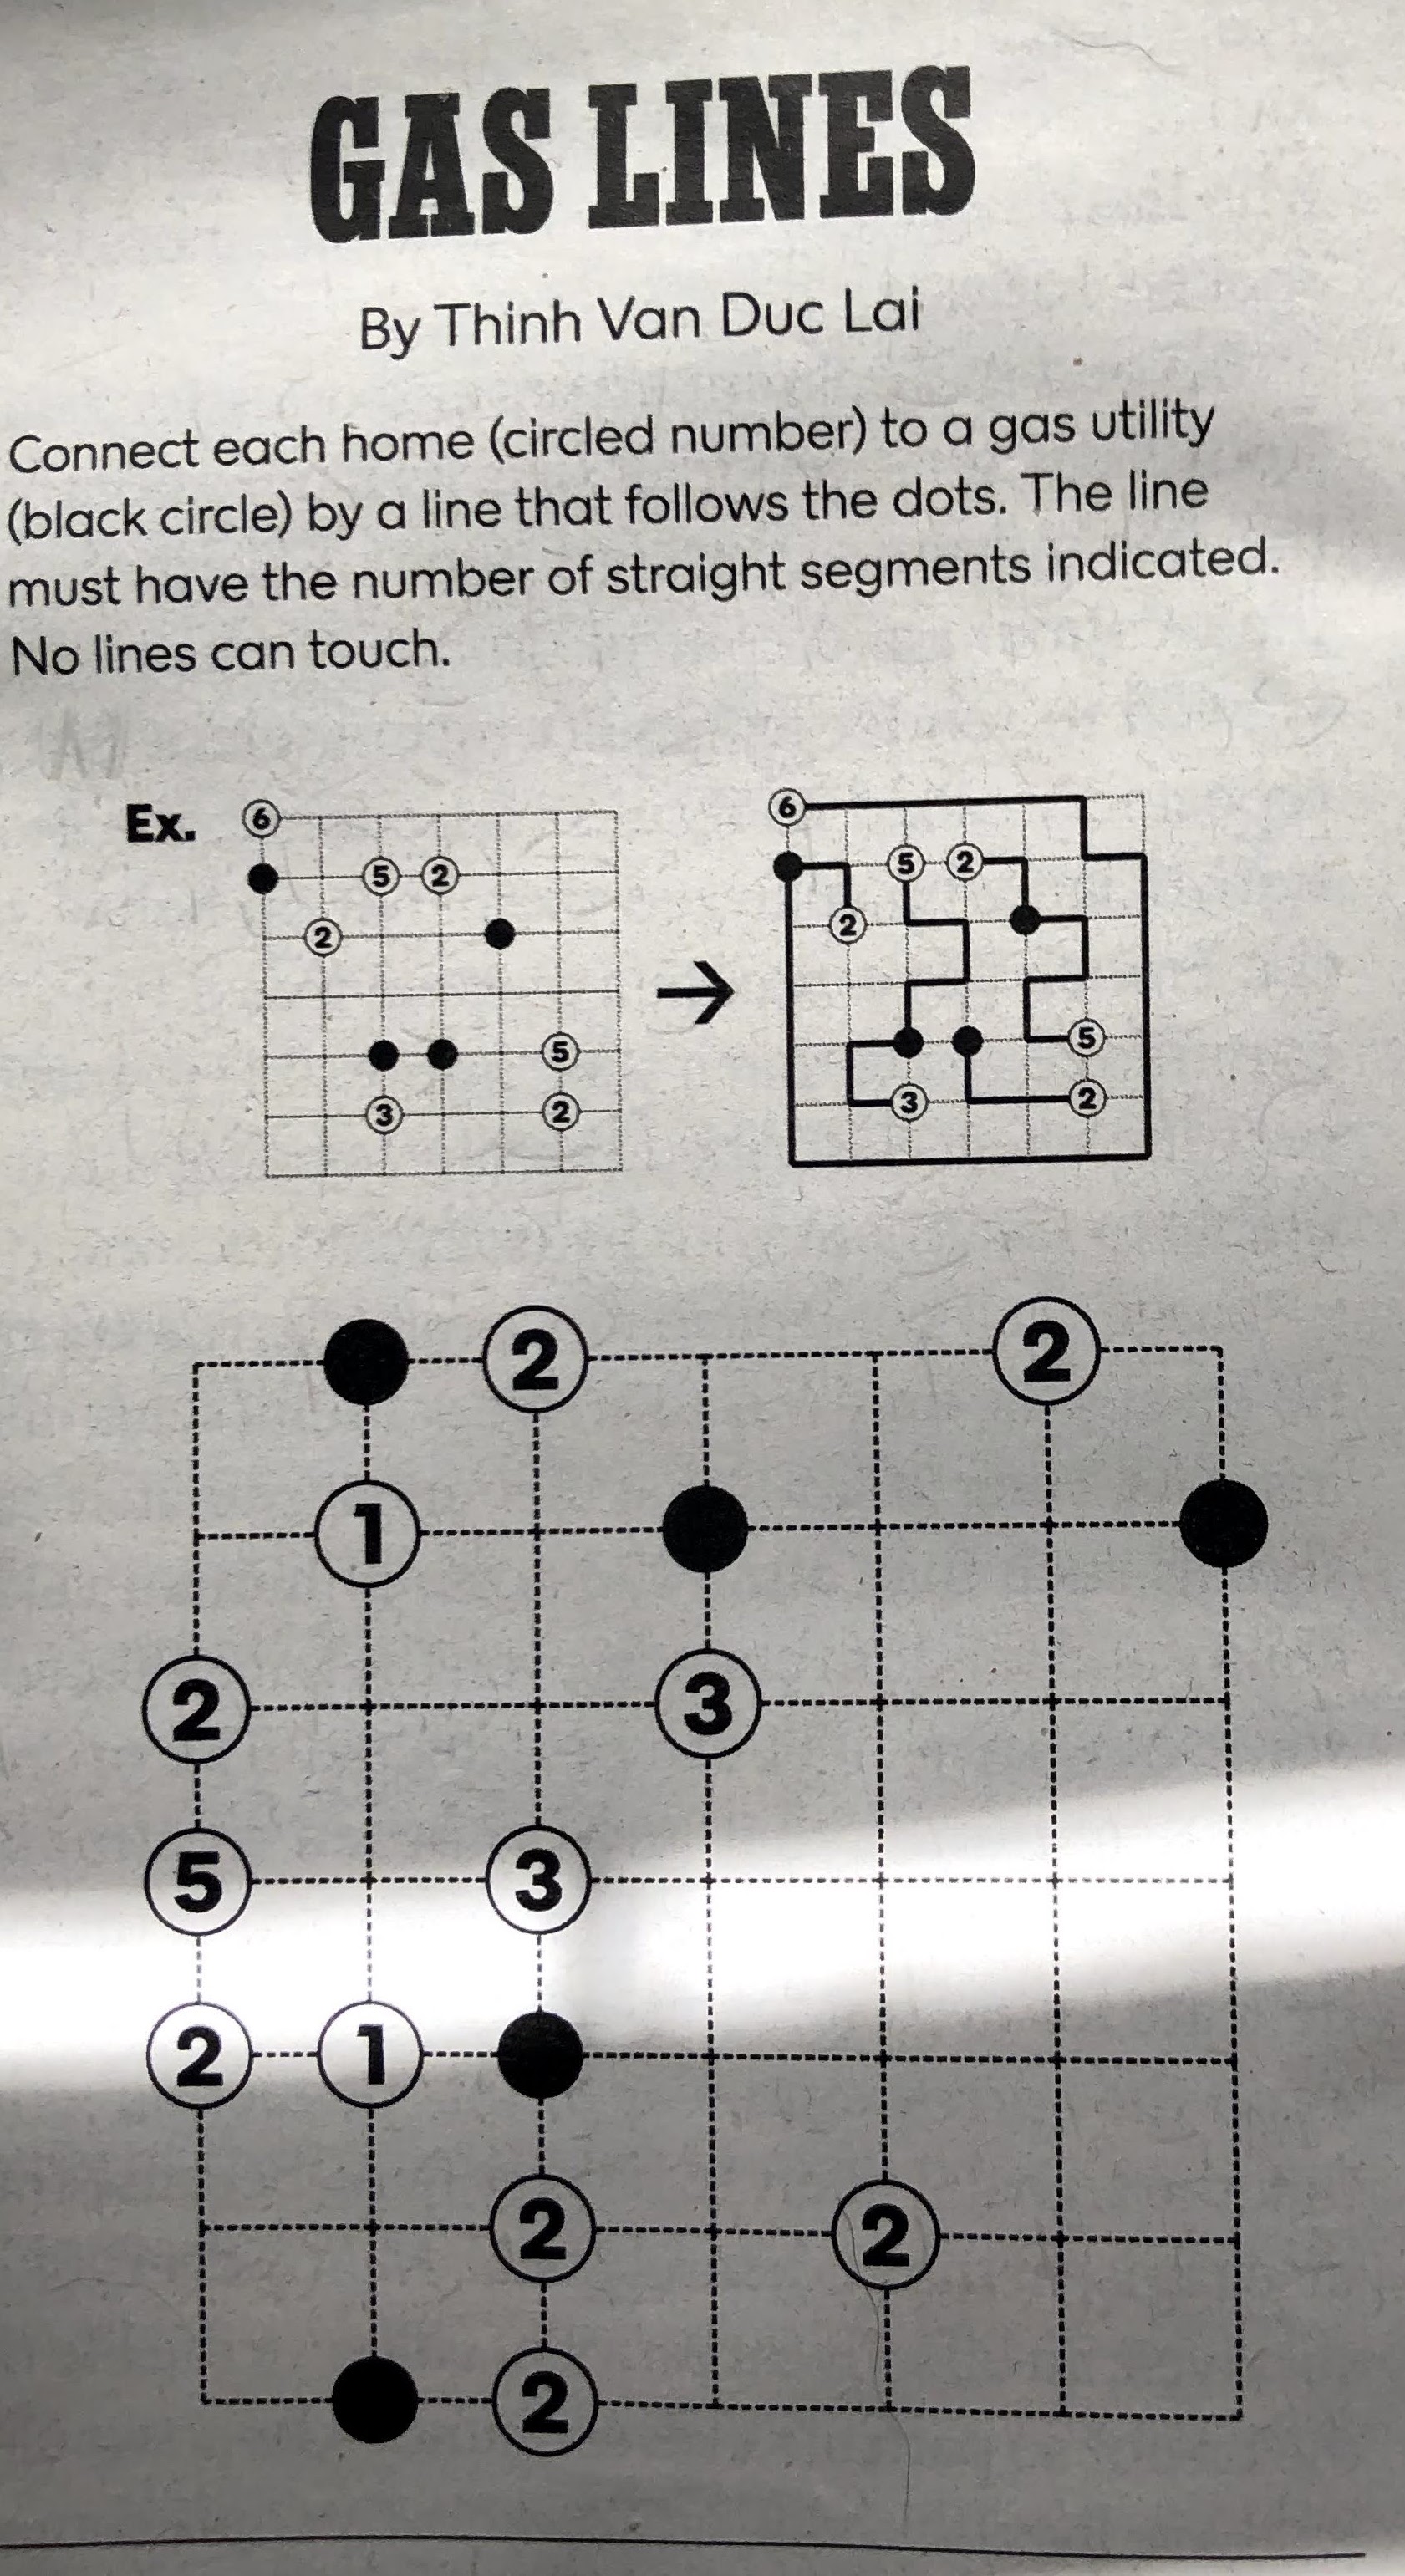 GAS LINES
By Thinh Van Duc Lai
Connect each home (circled number) to a gas utility
(black circle) by a line that follows the dots. The line
must have the number of straight segments indicated.
No lines can touch.
Ex.
6
5 2
2
5
3 2
6
5 2
2
5
3 2
2 2
1
2 3
5 3
2 1
2 2
2